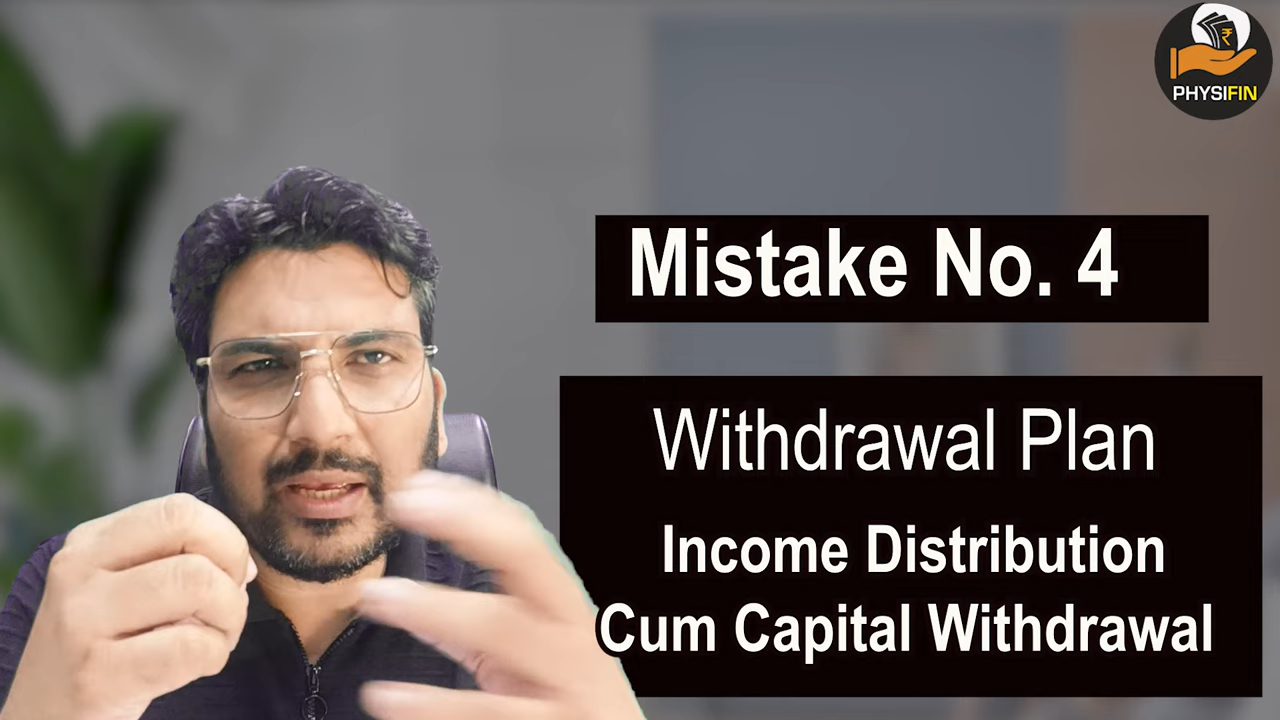 ₹
PHYSIFIN
Mistake No. 4
Withdrawal Plan
Income Distribution
Cum Capital Withdrawal